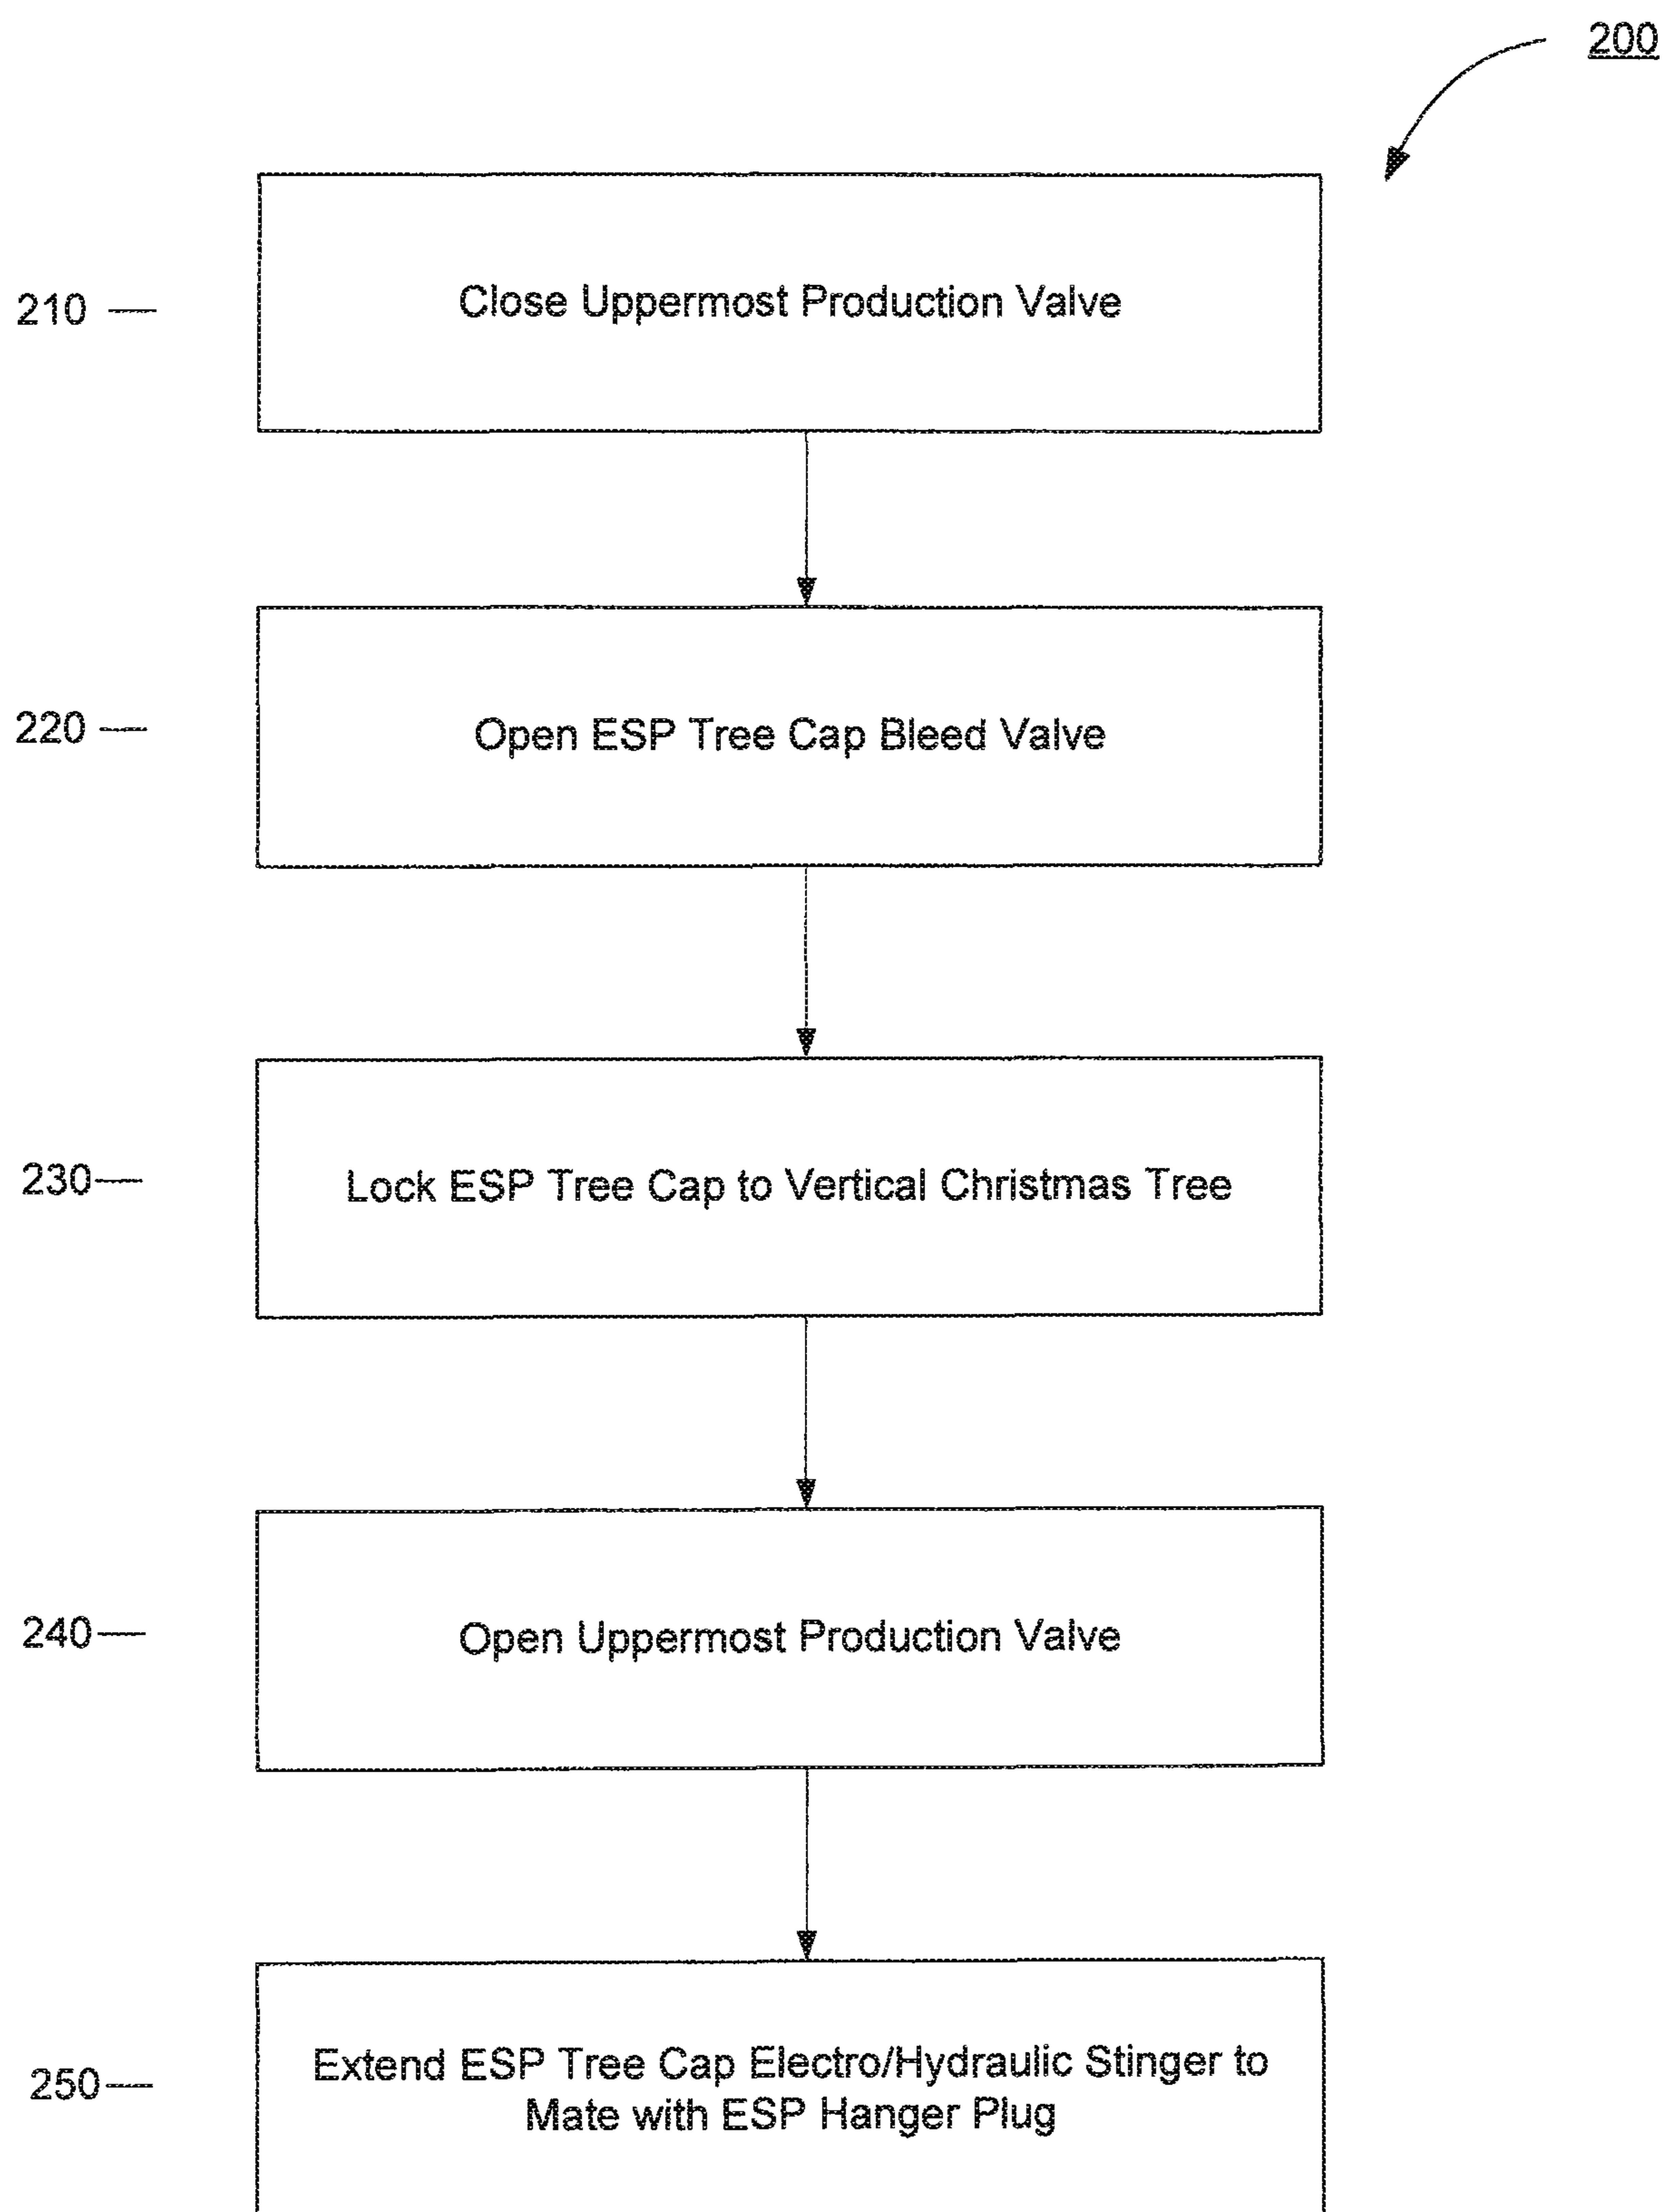 200
210
Close Uppermost Production Valve
220
Open ESP Tree Cap Bleed Valve
230
Lock ESP Tree Cap to Vertical Christmas Tree
240
Open Uppermost Production Valve
250
Extend ESP Tree Cap Electro/Hydraulic Stinger to
Mate with ESP Hanger Plug